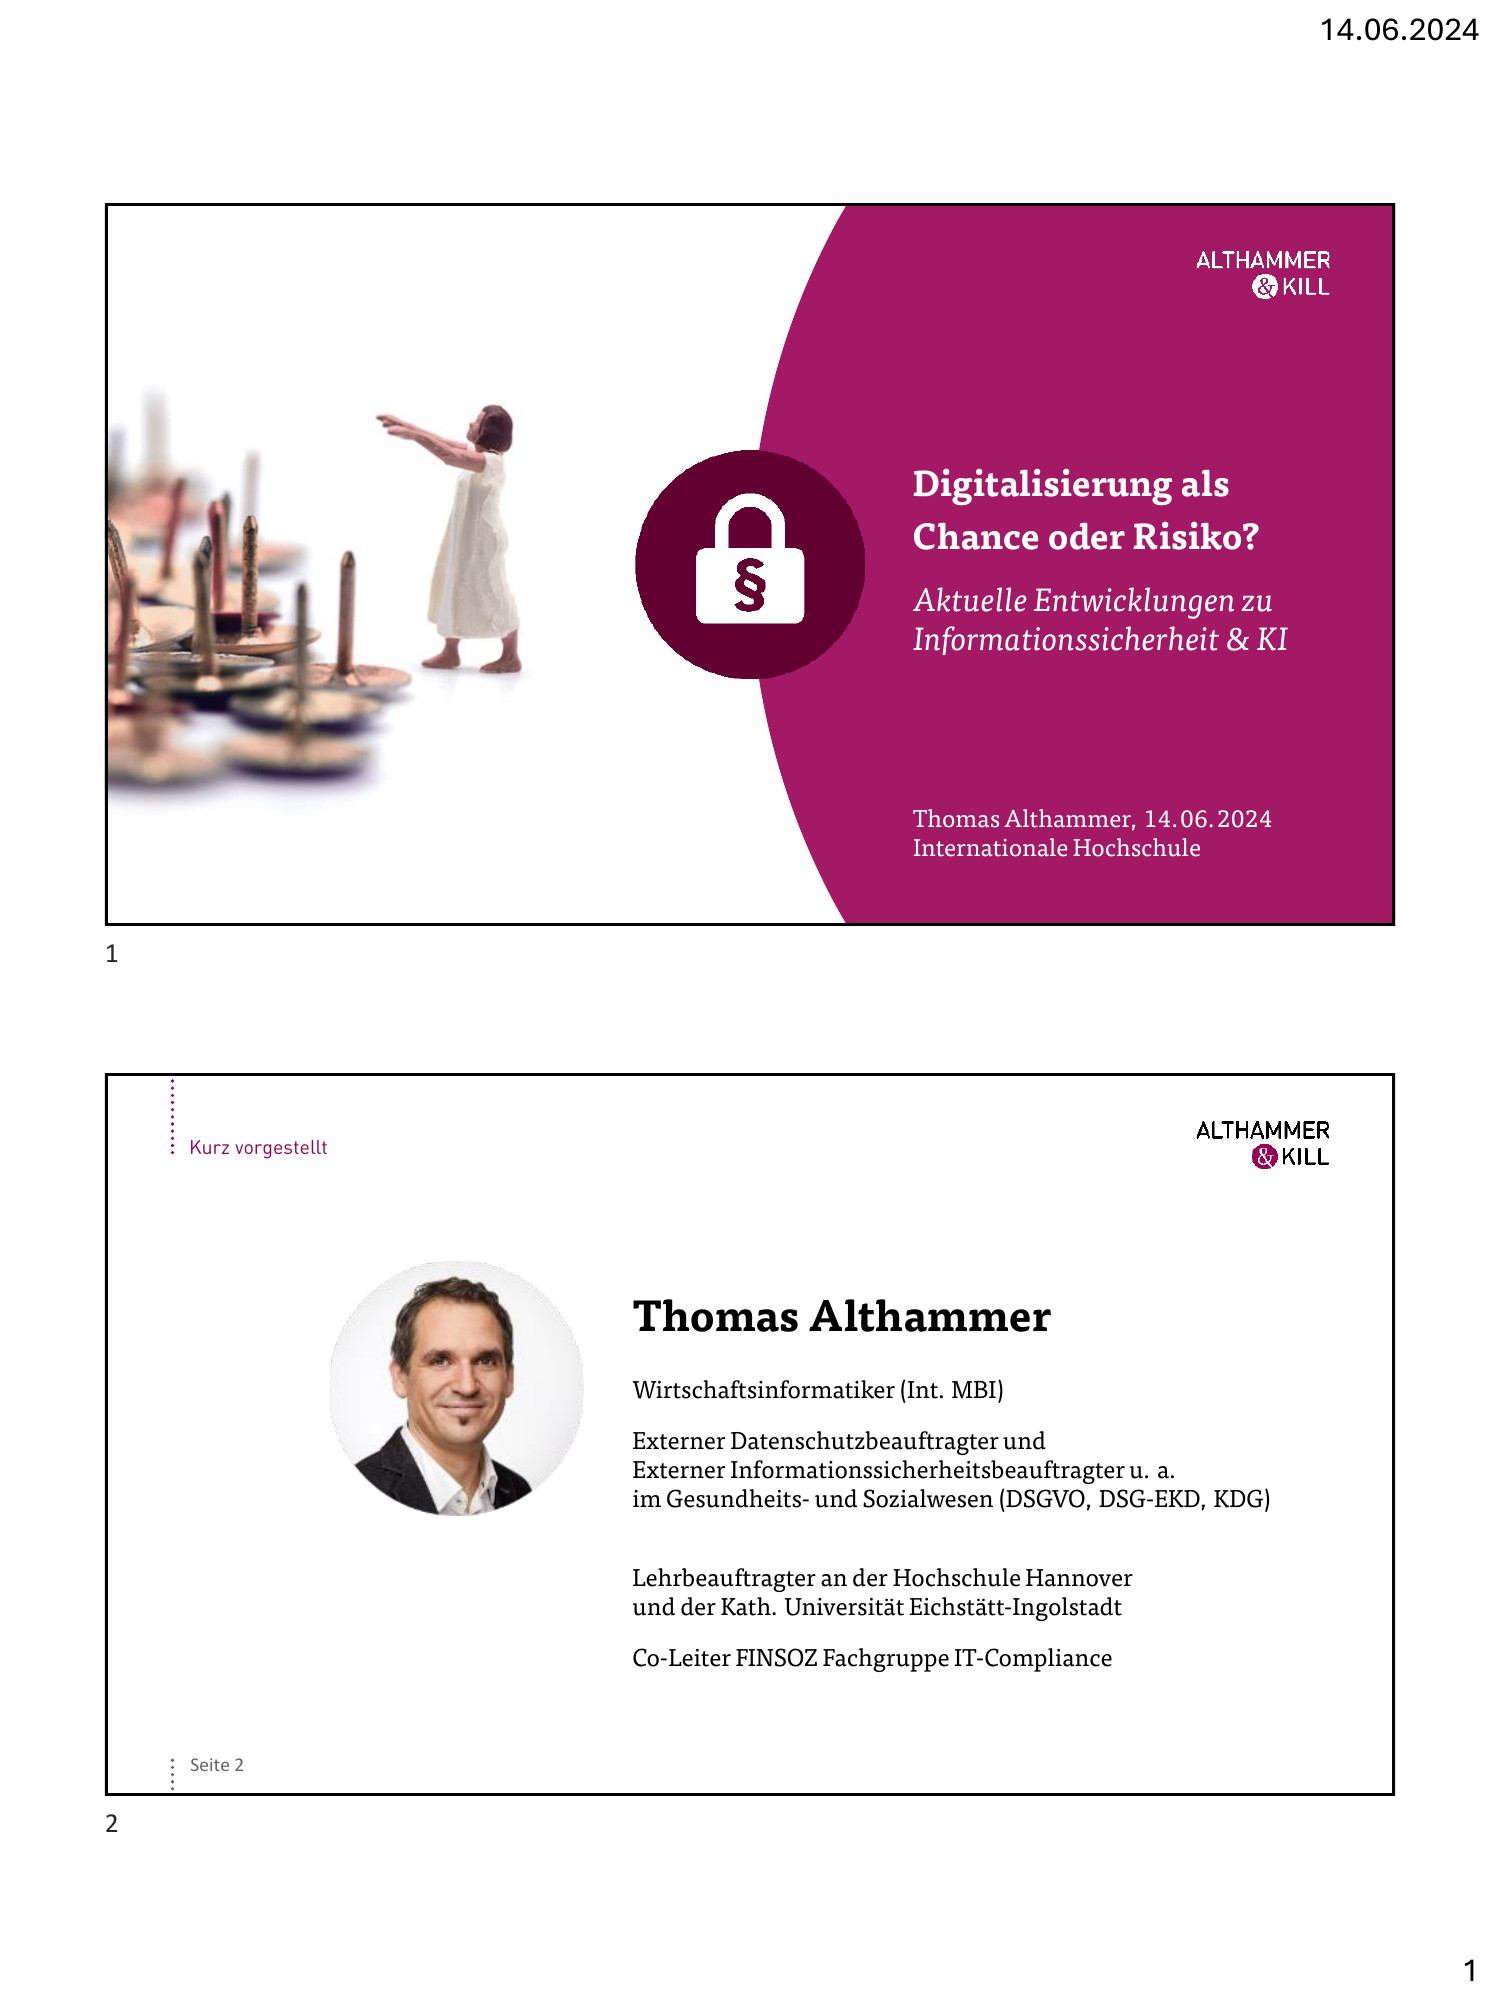 14.06.2024
ALTHAMMER
& KILL
§
Digitalisierung als
Chance oder Risiko?
Aktuelle Entwicklungen zu
Informationssicherheit & KI
Thomas Althammer, 14.06.2024
Internationale Hochschule
1
Kurz vorgestellt
ALTHAMMER
& KILL
Thomas Althammer
Wirtschaftsinformatiker (Int. MBI)
Externer Datenschutzbeauftragter und
Externer Informationssicherheitsbeauftragter u. a.
im Gesundheits- und Sozialwesen (DSGVO, DSG-EKD, KDG)
Lehrbeauftragter an der Hochschule Hannover
und der Kath. Universität Eichstätt-Ingolstadt
Co-Leiter FINSOZ Fachgruppe IT-Compliance
Seite 2
2
1